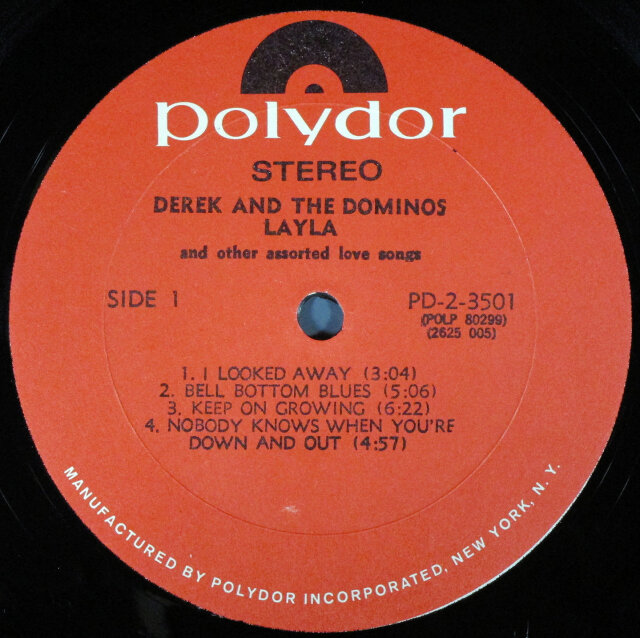 polydor
STEREO
DEREK AND THE DOMINOS
LAYLA
and other assorted love songs
SIDE 1
PD-2-3501
(POLP 80299)
(2625 005)
1. I LOOKED AWAY (3:04)
2. BELL BOTTOM BLUES (5:06)
3. KEEP ON GROWING (6:22)
4. NOBODY KNOWS WHEN YOU'RE
DOWN AND OUT (4:57)
MANUFACTURED BY POLYDOR INCORPORATED, NEW YORK, N. Y.